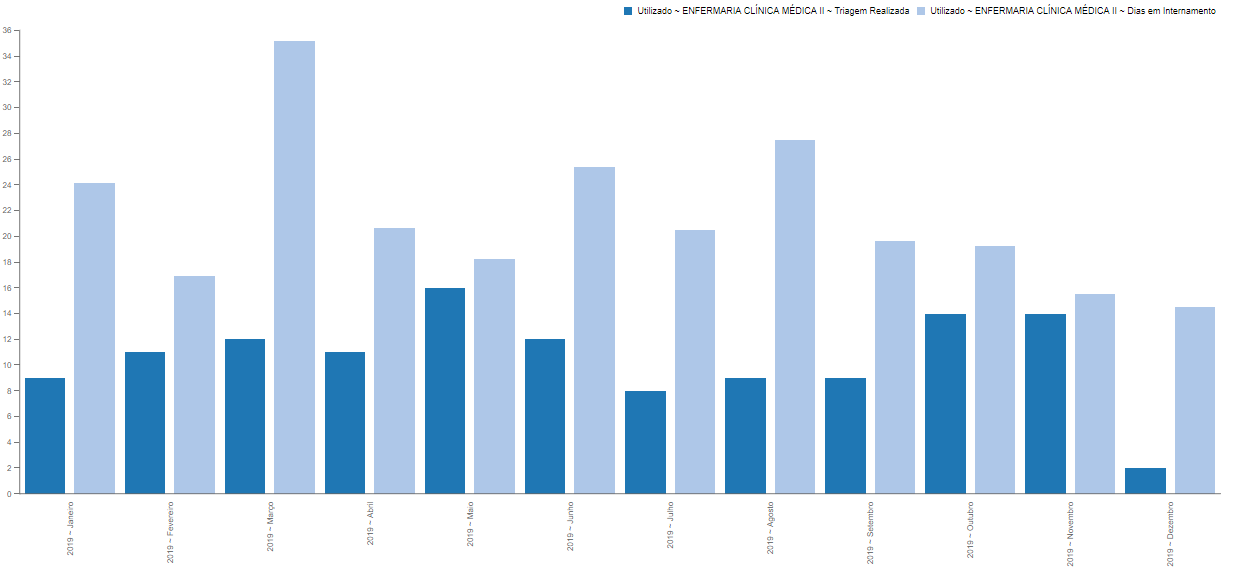 Utilizado ~ ENFERMARIA CLÍNICA MÉDICA II ~ Triagem Realizada Utilizado ~ ENFERMARIA CLÍNICA MÉDICA II ~ Dias em Internamento
36
34
32
30
28
26
24
22
20
18
16
14
12
10
8
6
4
2
0
2019 ~ Janeiro
2019 ~ Fevereiro
2019 ~ Março
2019 ~ Abril
2019 ~ Maio
2019 ~ Junho
2019 ~ Julho
2019 ~ Agosto
2019 ~ Setembro
2019 ~ Outubro
2019 ~ Novembro
2019 ~ Dezembro